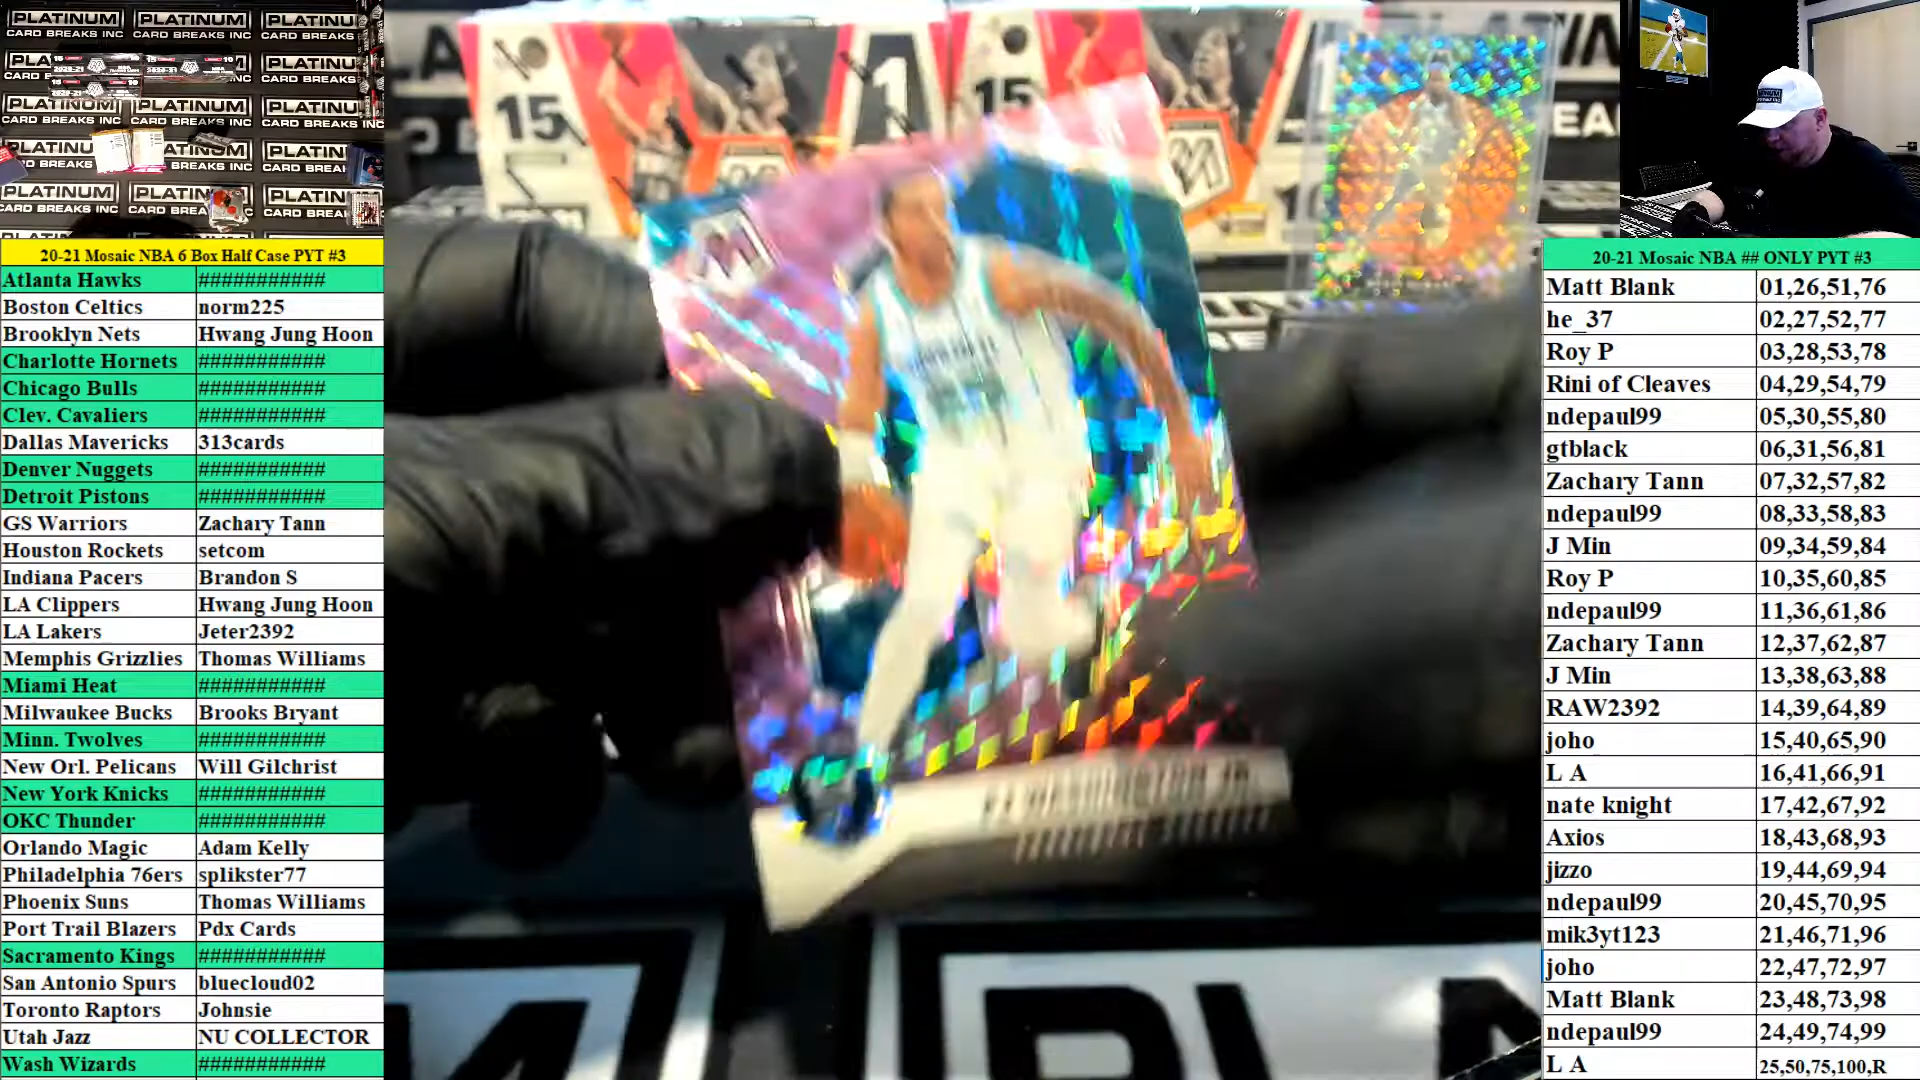 PLATINUM
CARD BREAKS INC
20-21 Mosaic NBA 6 Box Half Case PYT #3
Atlanta Hawks ###########
Boston Celtics norm225
Brooklyn Nets Hwang Jung Hoon
Charlotte Hornets ###########
Chicago Bulls ###########
Clev. Cavaliers ###########
Dallas Mavericks 313cards
Denver Nuggets ###########
Detroit Pistons ###########
GS Warriors Zachary Tann
Houston Rockets setcom
Indiana Pacers Brandon S
LA Clippers Hwang Jung Hoon
LA Lakers Jeter2392
Memphis Grizzlies Thomas Williams
Miami Heat ###########
Milwaukee Bucks Brooks Bryant
Minn. Twolves ###########
New Orl. Pelicans Will Gilchrist
New York Knicks ###########
OKC Thunder ###########
Orlando Magic Adam Kelly
Philadelphia 76ers splikster77
Phoenix Suns Thomas Williams
Port Trail Blazers Pdx Cards
Sacramento Kings ###########
San Antonio Spurs bluecloud02
Toronto Raptors Johnsie
Utah Jazz NU COLLECTOR
Wash Wizards ###########
15
1
15
20-21 Mosaic NBA ## ONLY PYT #3
Matt Blank 01,26,51,76
he_37 02,27,52,77
Roy P 03,28,53,78
Rini of Cleaves 04,29,54,79
ndepaul99 05,30,55,80
gtblack 06,31,56,81
Zachary Tann 07,32,57,82
ndepaul99 08,33,58,83
J Min 09,34,59,84
Roy P 10,35,60,85
ndepaul99 11,36,61,86
Zachary Tann 12,37,62,87
J Min 13,38,63,88
RAW2392 14,39,64,89
joho 15,40,65,90
L A 16,41,66,91
nate knight 17,42,67,92
Axios 18,43,68,93
jizzo 19,44,69,94
ndepaul99 20,45,70,95
mik3yt123 21,46,71,96
joho 22,47,72,97
Matt Blank 23,48,73,98
ndepaul99 24,49,74,99
L A 25,50,75,100,R